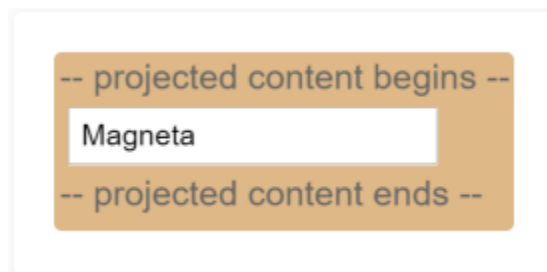 -- projected content begins --
Magneta
-- projected content ends --